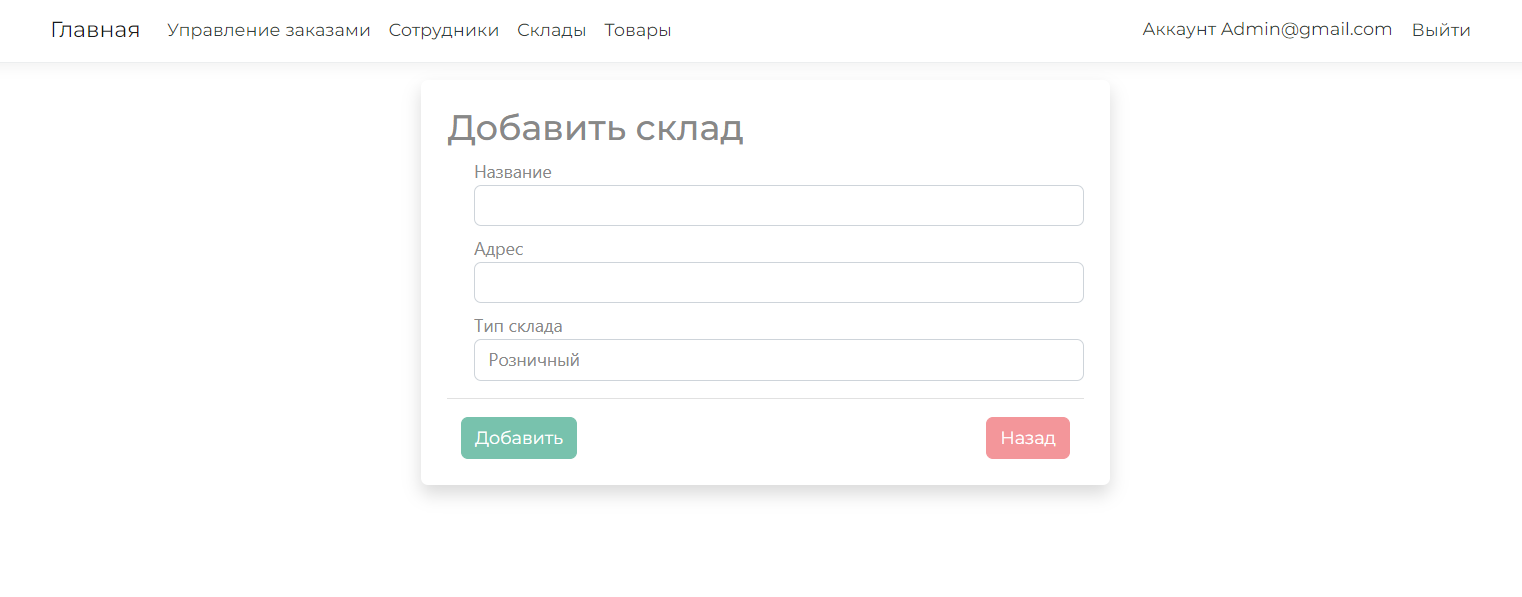 Главная Управление заказами Сотрудники Склады Товары Аккаунт Admin@gmail.com Выйти
Добавить склад
Название
Адрес
Тип склада
Розничный
Добавить Назад